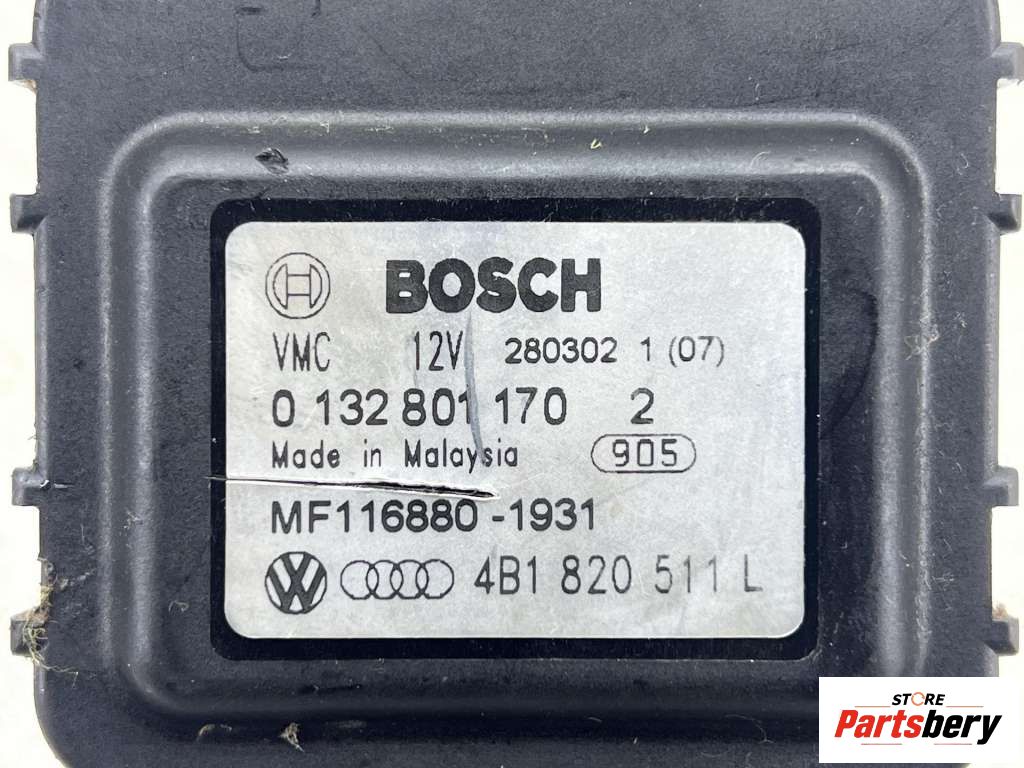 BOSCH
VMC 12V 280302 1 (07)
0 132 801 170 2
Made in Malaysia 905
MF116880-1931
VW 4B1 820 511 L
STORE
Partsbery